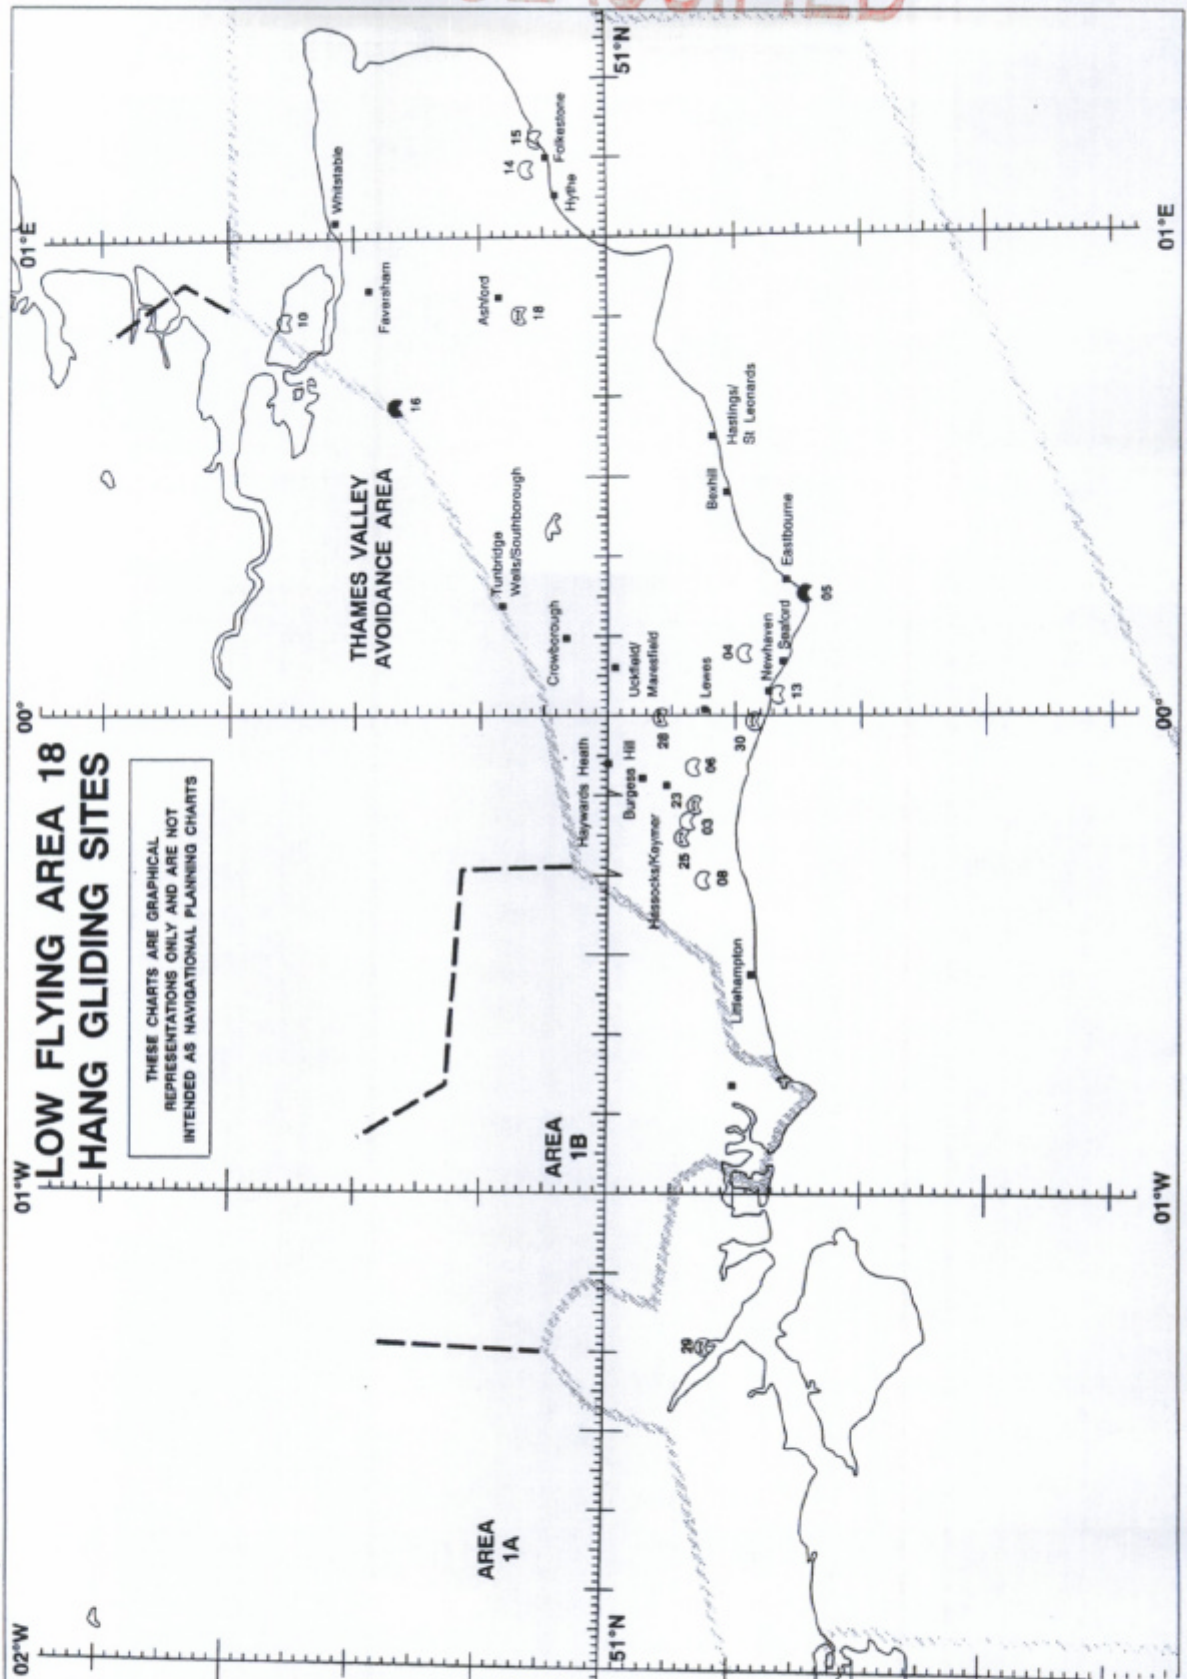 02°W
01°W
00°
01°E
LOW FLYING AREA 18
HANG GLIDING SITES
THESE CHARTS ARE GRAPHICAL
REPRESENTATIONS ONLY AND ARE NOT
INTENDED AS NAVIGATIONAL PLANNING CHARTS
10
Whitstable
THAMES VALLEY
AVOIDANCE AREA
Faversham
16
AREA
1A
Tunbridge
Wells/Southborough
Ashford
18
14
15
AREA
1B
Crowborough
Folkestone
Hythe
Haywards Heath
51°N
51°N
Burgess Hill
Uckfield/
Maresfield
Hassocks/Keymer
28
23
25
03
06
08
29
Lewes
Bexhill
Hastings/
St Leonards
Littlehampton
04
30
Newhaven
Seaford
Eastbourne
13
05
01°W
00°
01°E